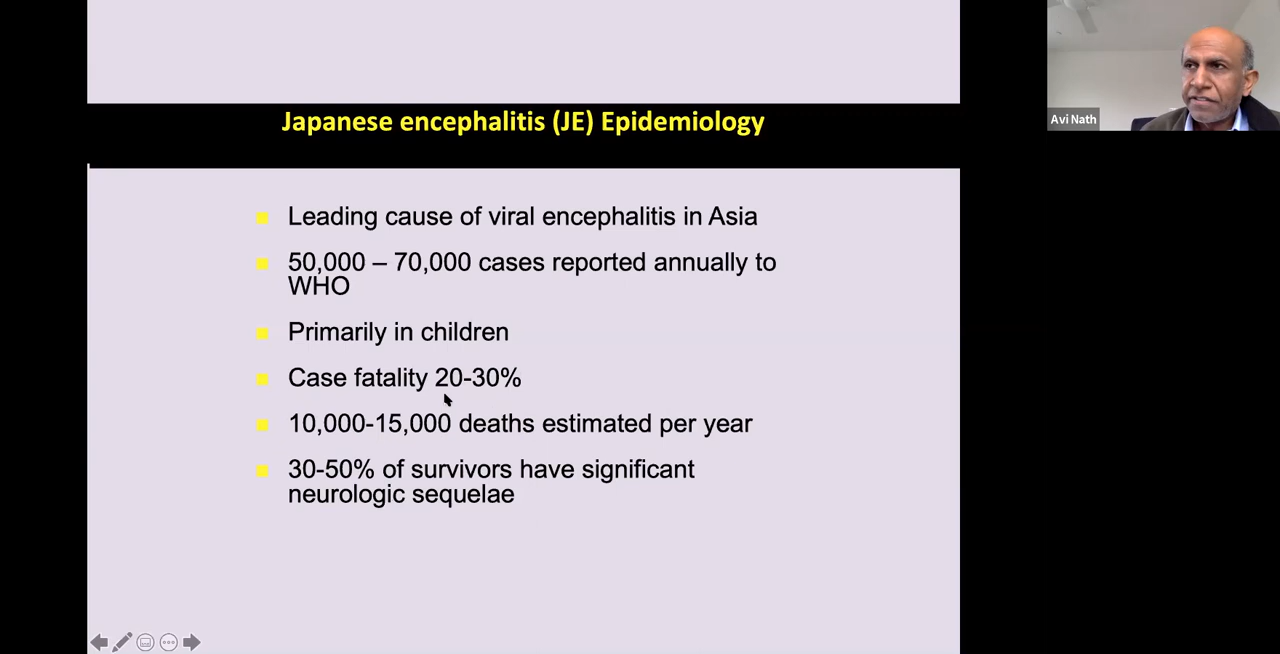 Japanese encephalitis (JE) Epidemiology
Avi Nath
Leading cause of viral encephalitis in Asia
50,000 – 70,000 cases reported annually to
WHO
Primarily in children
Case fatality 20-30%
10,000-15,000 deaths estimated per year
30-50% of survivors have significant
neurologic sequelae